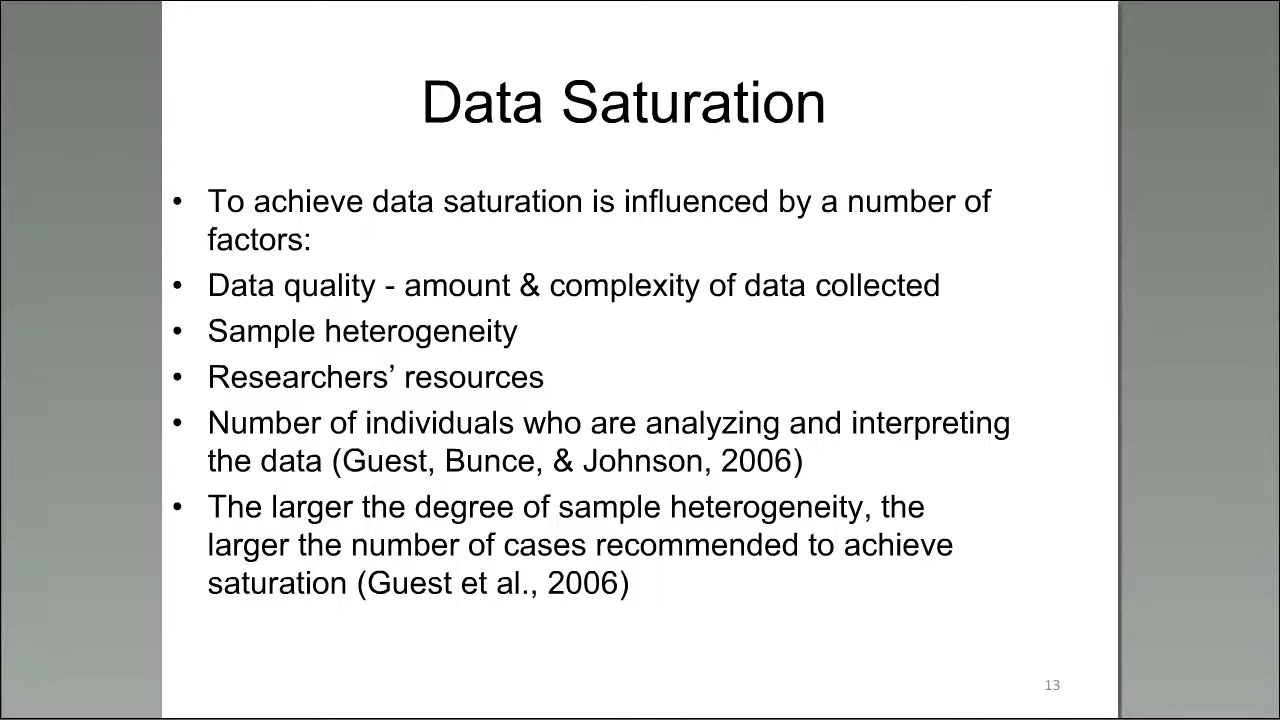 Data Saturation
• To achieve data saturation is influenced by a number of
factors:
• Data quality - amount & complexity of data collected
• Sample heterogeneity
• Researchers’ resources
• Number of individuals who are analyzing and interpreting
the data (Guest, Bunce, & Johnson, 2006)
• The larger the degree of sample heterogeneity, the
larger the number of cases recommended to achieve
saturation (Guest et al., 2006)
13